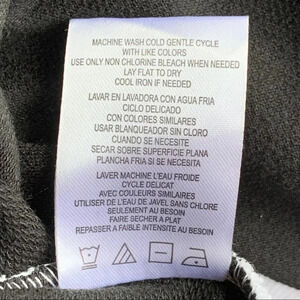 MACHINE WASH COLD GENTLE CYCLE
WITH LIKE COLORS
USE ONLY NON CHLORINE BLEACH WHEN NEEDED
LAY FLAT TO DRY
COOL IRON IF NEEDED
LAVAR EN LAVADORA CON AGUA FRIA
CICLO DELICADO
CON COLORES SIMILARES
USAR BLANQUEADOR SIN CLORO
CUANDO SE NECESITE
SECAR SOBRE SUPERFICIE PLANA
PLANCHA FRIA SI ES NECESITE
LAVER MACHINE L'EAU FROIDE
CYCLE DELICAT
AVEC COULEURS SIMILIAIRES
UTILISER DE L'EAU DE JAVEL SANS CHLORE
SEULEMENT AU BESOIN
FAIRE SECHER A PLAT
REPASSER A FAIBLE INTENSITE AU BESOIN